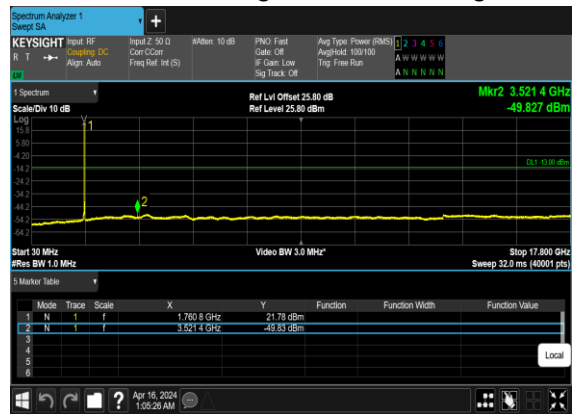 Spectrum Analyzer 1
Swept SA
+
KEYSIGHT Input: RF Input Z: 50 Ω #Atten: 10 dB PNO: Fast Avg Type: Power (RMS) 1 2 3 4 5 6
R T Coupling: DC Corr CCorr Gate: Off Avg|Hold: 100/100 A W W W W W
Align: Auto Freq Ref: Int (S) IF Gain: Low Trig: Free Run
Sig Track: Off A N N N N N
1 Spectrum Ref Lvl Offset 25.80 dB Mkr2 3.521 4 GHz
Scale/Div 10 dB Ref Level 25.80 dBm -49.827 dBm
Log
15.8
5.80
-4.20
-14.2
-24.2
-34.2
-44.2
-54.2
-64.2
1
2
DL1 -13.00 dBm
Start 30 MHz Video BW 3.0 MHz* Stop 17.800 GHz
#Res BW 1.0 MHz Sweep 32.0 ms (40001 pts)
5 Marker Table
Mode Trace Scale X Y Function Function Width Function Value
1 N 1 f 1.760 8 GHz 21.78 dBm
2 N 1 f 3.521 4 GHz -49.83 dBm
3
4
5
6
Local
? Apr 16, 2024
1:05:26 AM